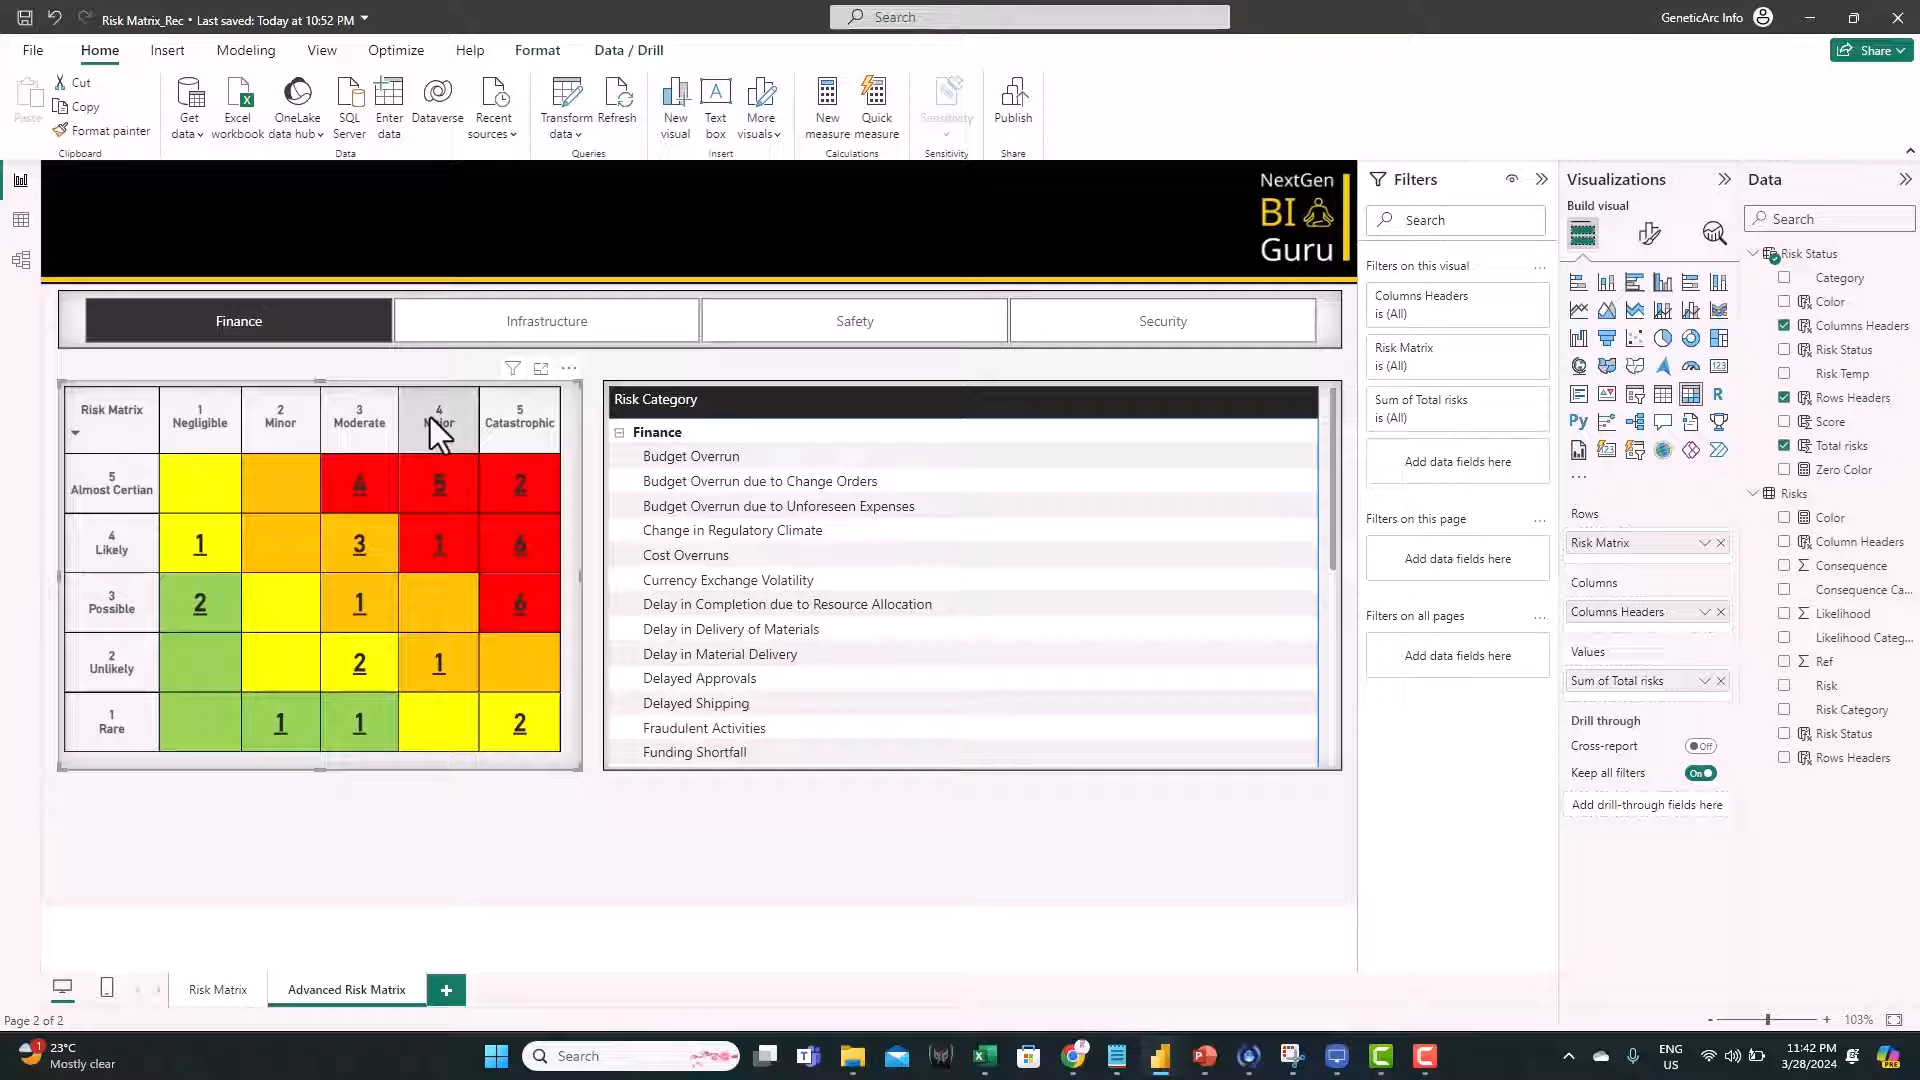 Risk Matrix_Rec • Last saved: Today at 10:52 PM
Search
GeneticArc Info
File
Home
Insert
Modeling
View
Optimize
Help
Format
Data / Drill
Share
Paste
Cut
Copy
Format painter
Clipboard
Get
data
Excel
workbook
OneLake
data hub
SQL
Server
Enter
data
Dataverse
Recent
sources
Data
Transform
data
Refresh
Queries
New
visual
Text
box
More
visuals
Insert
New
measure
Quick
measure
Calculations
Sensitivity
Sensitivity
Publish
Share
NextGen
BI
Guru
Finance
Infrastructure
Safety
Security
Risk Matrix
1
Negligible
2
Minor
3
Moderate
4
5
Catastrophic
5
Almost Certian
4 5 2
4
Likely
1 3 1 6
3
Possible
2 1 6
2
Unlikely
2 1
1
Rare
1 1 2
Risk Category
Finance
Budget Overrun
Budget Overrun due to Change Orders
Budget Overrun due to Unforeseen Expenses
Change in Regulatory Climate
Cost Overruns
Currency Exchange Volatility
Delay in Completion due to Resource Allocation
Delay in Delivery of Materials
Delay in Material Delivery
Delayed Approvals
Delayed Shipping
Fraudulent Activities
Funding Shortfall
Filters
Search
Filters on this visual
Columns Headers
is (All)
Risk Matrix
is (All)
Sum of Total risks
is (All)
Add data fields here
Filters on this page
Add data fields here
Filters on all pages
Add data fields here
Visualizations
Build visual
R
Py
123
Rows
Risk Matrix
Columns
Columns Headers
Values
Sum of Total risks
Drill through
Cross-report
Off
Keep all filters
On
Add drill-through fields here
Data
Search
Risk Status
Category
Color
Columns Headers
Risk Status
Risk Temp
Rows Headers
Score
Total risks
Zero Color
Risks
Color
Column Headers
Consequence
Consequence Ca...
Likelihood
Likelihood Categ...
Ref
Risk
Risk Category
Risk Status
Rows Headers
Risk Matrix
Advanced Risk Matrix
Page 2 of 2
103%
1
23°C
Mostly clear
Search
ENG
US
11:42 PM
3/28/2024